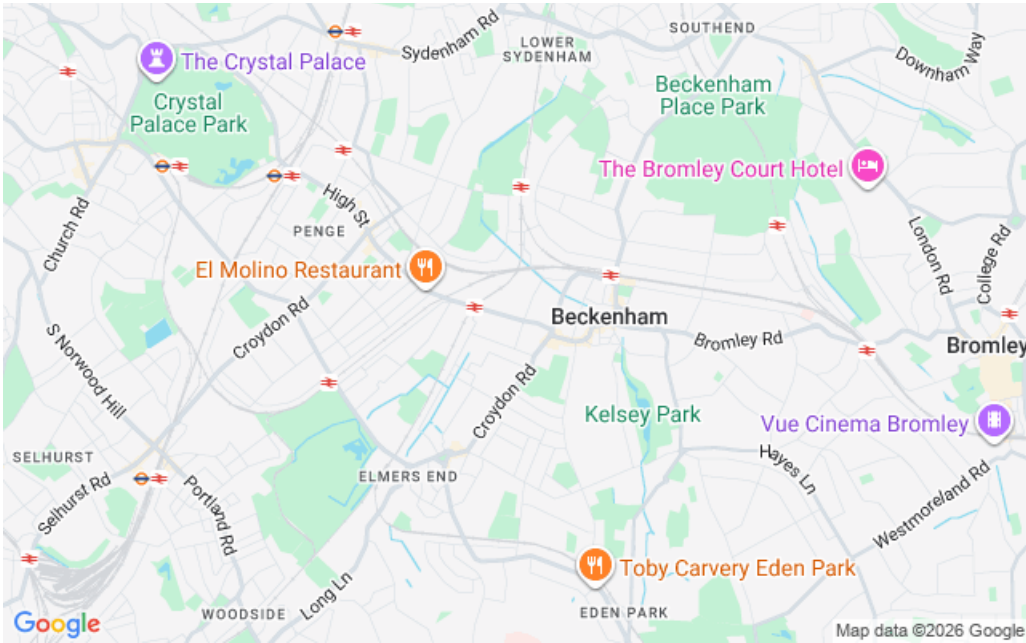 Sydenham Rd
SOUTHEND
LOWER
SYDENHAM
Downham Way
The Crystal Palace
Crystal
Palace Park
Beckenham
Place Park
The Bromley Court Hotel
High St
PENGE
Church Rd
London Rd
College Rd
El Molino Restaurant
Croydon Rd
Beckenham
Bromley Rd
Bromley
S Norwood Hill
Croydon Rd
Kelsey Park
Vue Cinema Bromley
SELHURST
ELMERS END
Hayes Ln
Selhurst Rd
Portland Rd
Westmoreland Rd
Toby Carvery Eden Park
Long Ln
WOODSIDE
EDEN PARK
Google
Map data ©2026 Google